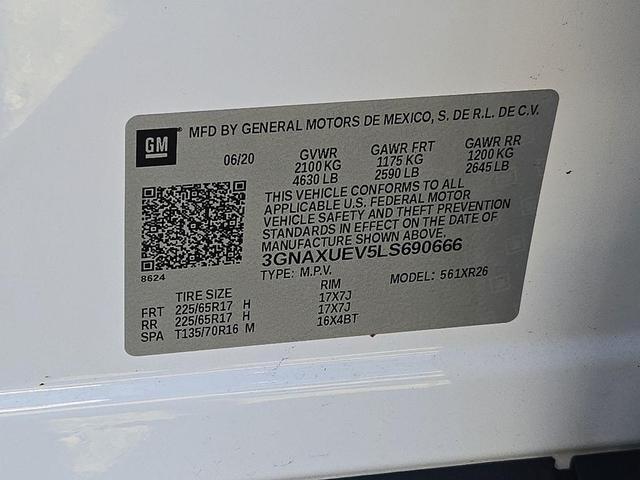 GM MFD BY GENERAL MOTORS DE MEXICO, S. DE R.L. DE C.V.
06/20 GVWR GAWR FRT GAWR RR
2100 KG 1175 KG 1200 KG
4630 LB 2590 LB 2645 LB
THIS VEHICLE CONFORMS TO ALL
APPLICABLE U.S. FEDERAL MOTOR
VEHICLE SAFETY AND THEFT PREVENTION
STANDARDS IN EFFECT ON THE DATE OF
MANUFACTURE SHOWN ABOVE.
3GNAXUEV5LS690666
8624
TYPE: M.P.V. MODEL: 561XR26
TIRE SIZE RIM
FRT 225/65R17 H 17X7J
RR 225/65R17 H 17X7J
SPA T135/70R16 M 16X4BT